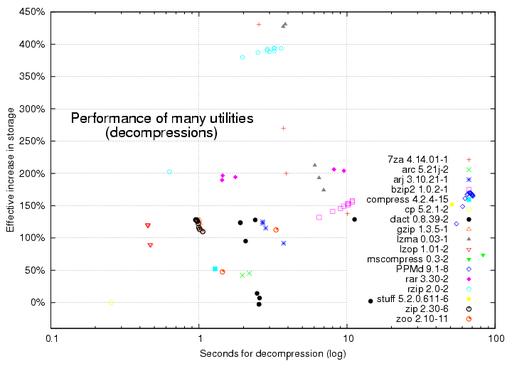 450%
400%
350%
300%
250%
200%
150%
100%
50%
0%
Effective increase in storage
Performance of many utilities
(decompressions)
7za 4.14.01-1
arc 5.21j-2
arj 3.10.21-1
bzip2 1.0.2-1
compress 4.2.4-15
cp 5.2.1-2
dact 0.8.39-2
gzip 1.3.5-1
lzma 0.03-1
lzop 1.01-2
mscompress 0.3-2
PPMd 9.1-8
rar 3.30-2
rzip 2.0-2
stuff 5.2.0.611-6
zip 2.30-6
zoo 2.10-11
0.1
1
10
100
Seconds for decompression (log)